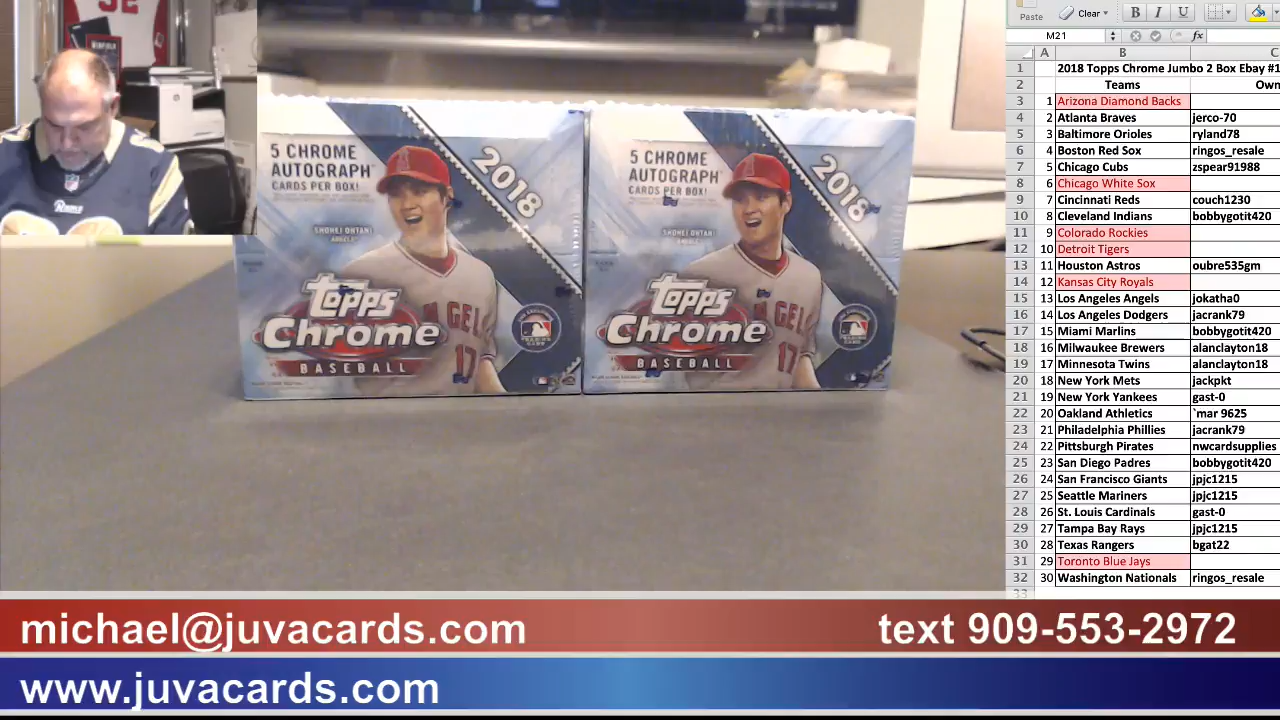 Paste
Clear
B I U
M21
fx
A B C
1 2018 Topps Chrome Jumbo 2 Box Ebay #1
2 Teams Own
3 1 Arizona Diamond Backs
4 2 Atlanta Braves jerco-70
5 3 Baltimore Orioles ryland78
6 4 Boston Red Sox ringos_resale
7 5 Chicago Cubs zspear91988
8 6 Chicago White Sox
9 7 Cincinnati Reds couch1230
10 8 Cleveland Indians bobbygotit420
11 9 Colorado Rockies
12 10 Detroit Tigers
13 11 Houston Astros oubre535gm
14 12 Kansas City Royals
15 13 Los Angeles Angels jokatha0
16 14 Los Angeles Dodgers jacrank79
17 15 Miami Marlins bobbygotit420
18 16 Milwaukee Brewers alanclayton18
19 17 Minnesota Twins alanclayton18
20 18 New York Mets jackpkt
21 19 New York Yankees gast-0
22 20 Oakland Athletics `mar 9625
23 21 Philadelphia Phillies jacrank79
24 22 Pittsburgh Pirates nwcardsupplies
25 23 San Diego Padres bobbygotit420
26 24 San Francisco Giants jpjc1215
27 25 Seattle Mariners jpjc1215
28 26 St. Louis Cardinals gast-0
29 27 Tampa Bay Rays jpjc1215
30 28 Texas Rangers bgat22
31 29 Toronto Blue Jays
32 30 Washington Nationals ringos_resale
33
Rams
5 CHROME
AUTOGRAPH
CARDS PER BOX!
2018
SHOHEI OHTANI
ANGELS
Topps
Chrome
BASEBALL
ANGEL
17
5 CHROME
AUTOGRAPH
CARDS PER BOX!
2018
SHOHEI OHTANI
ANGELS
Topps
Chrome
BASEBALL
17
michael@juvacards.com
text 909-553-2972
www.juvacards.com